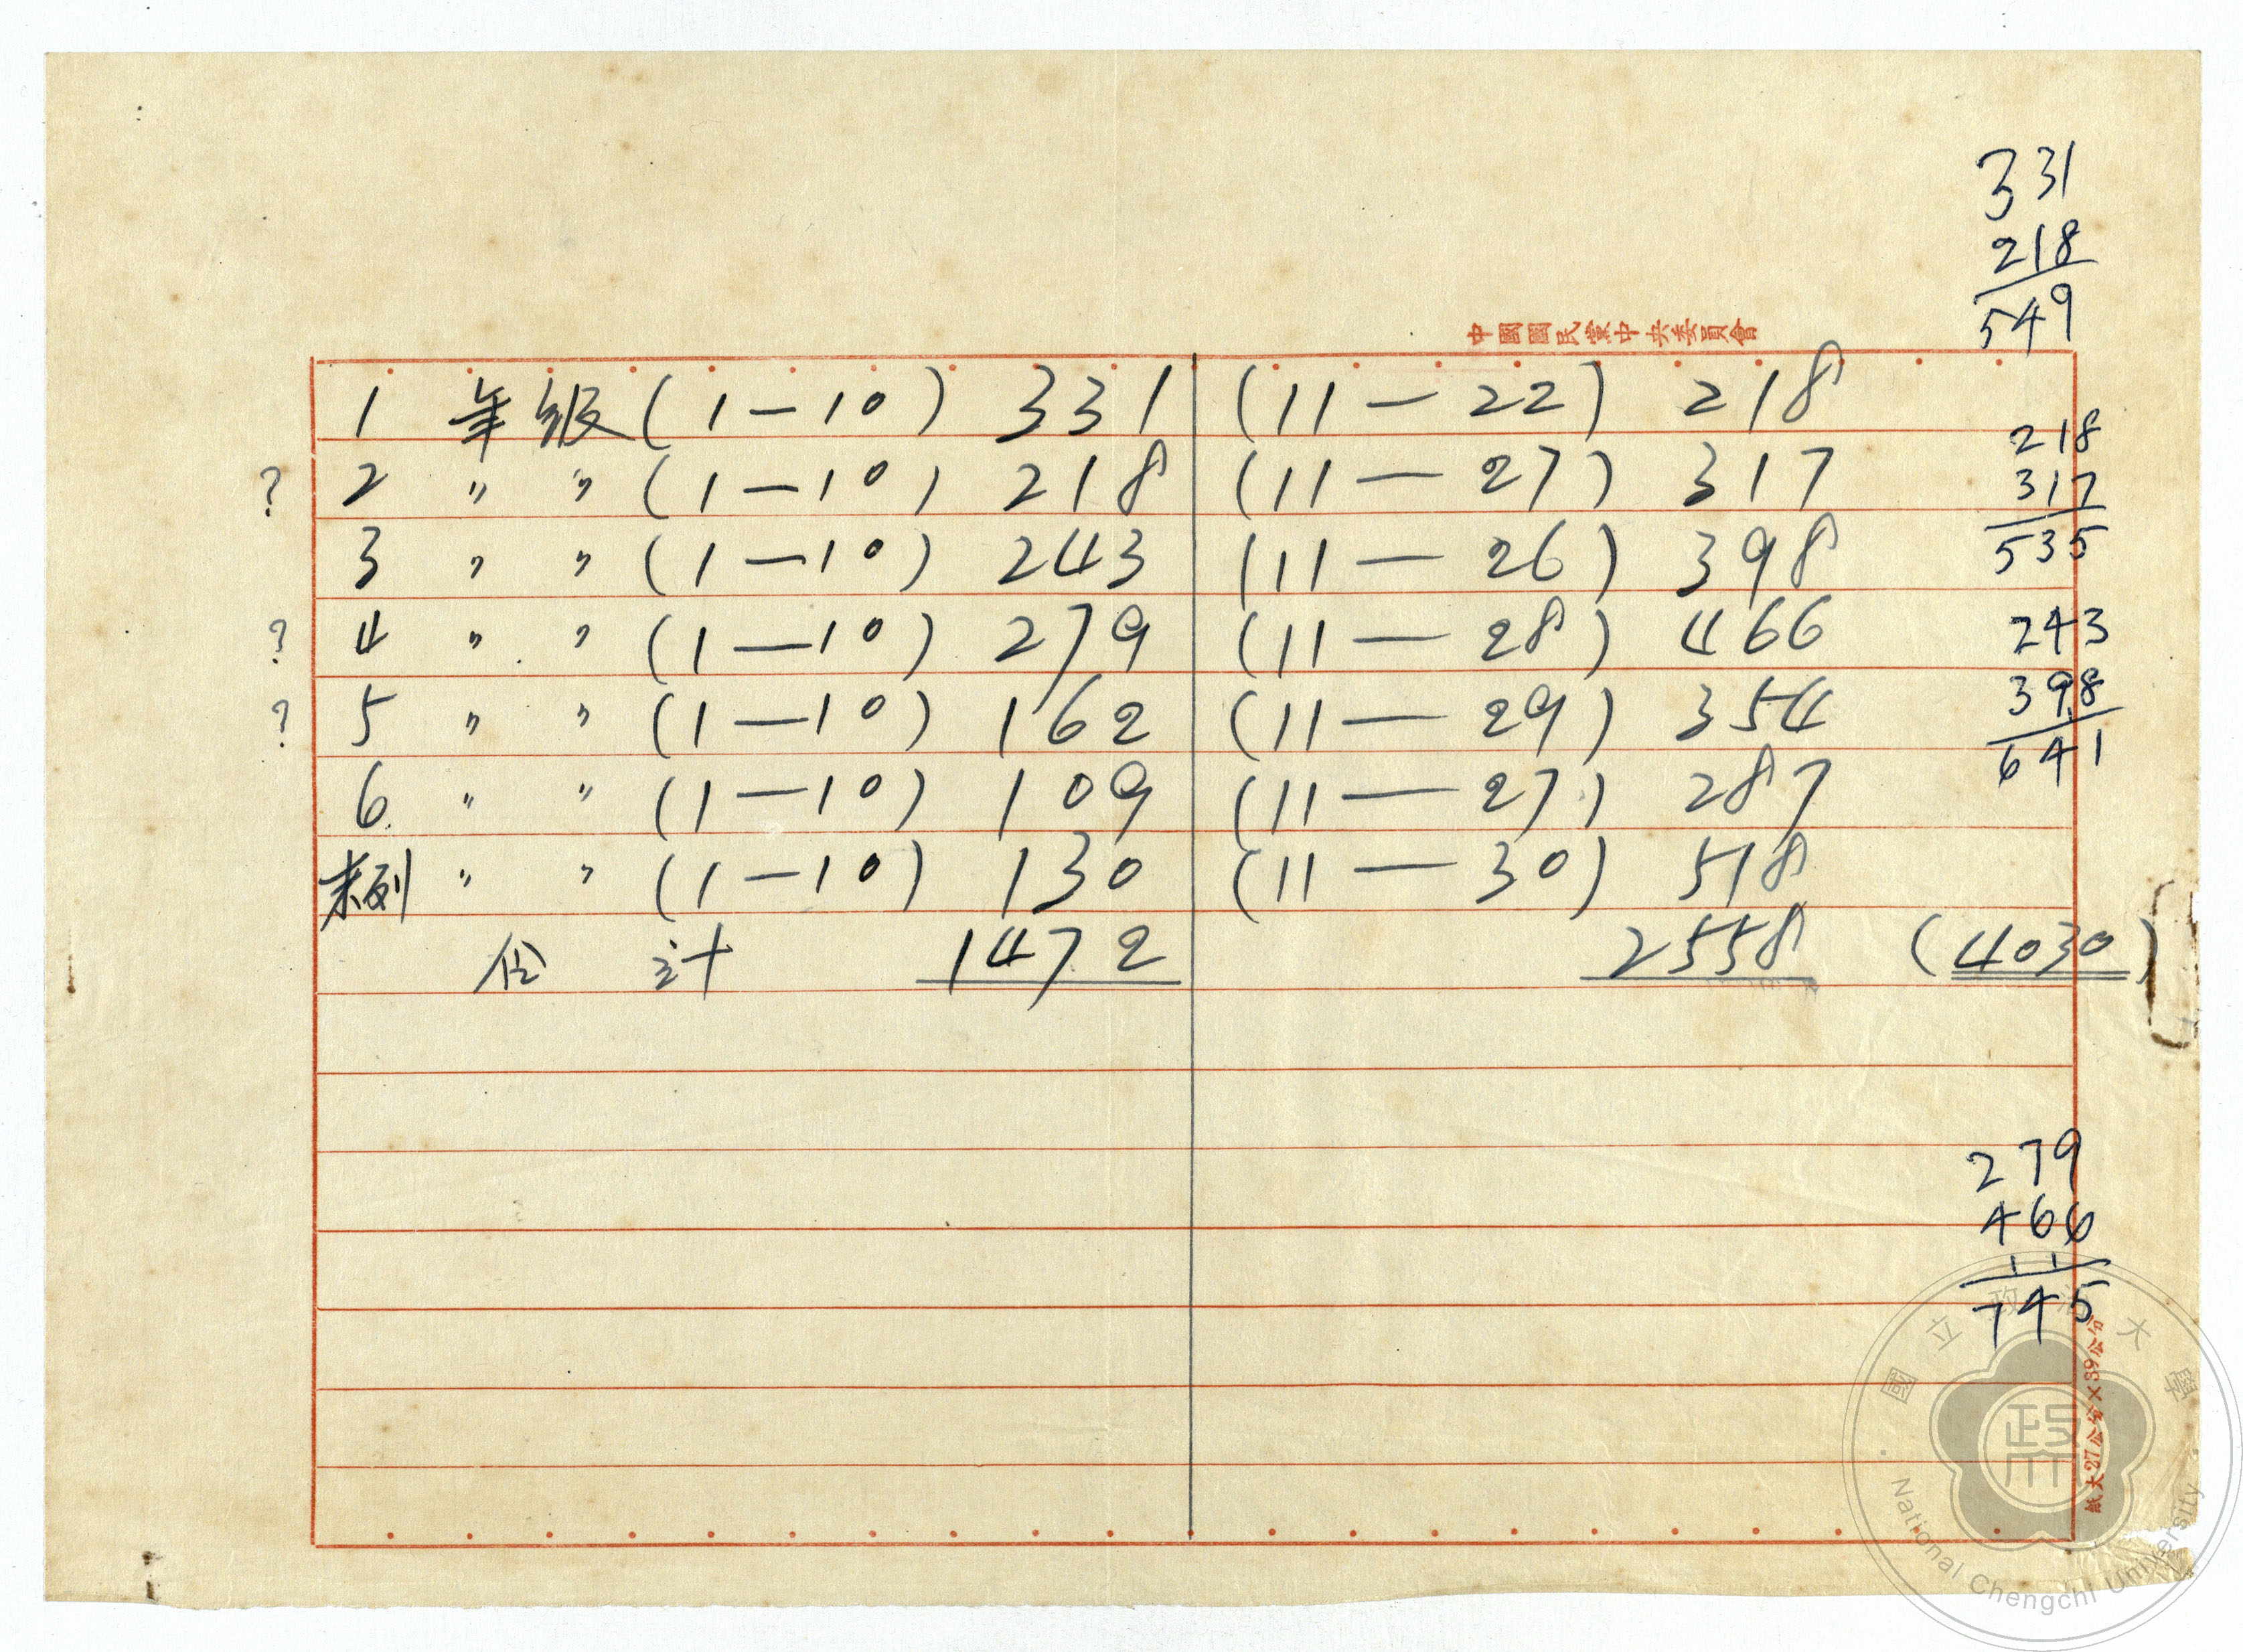 331
218
549
中國國民黨中央委員會
1 年級 (1—10) 331 (11—22) 218
? 2 〃 〃 (1—10) 218 (11—27) 317
3 〃 〃 (1—10) 243 (11—26) 398
? 4 〃 〃 (1—10) 279 (11—28) 466
? 5 〃 〃 (1—10) 162 (11—29) 354
6 〃 〃 (1—10) 109 (11—27) 287
未列 〃 〃 (1—10) 130 (11—30) 518
合計 1472 2558 (4030)
218
317
535
243
398
641
279
466
11
745
紙大27公分×39公分
國立政治大學
National Chengchi University